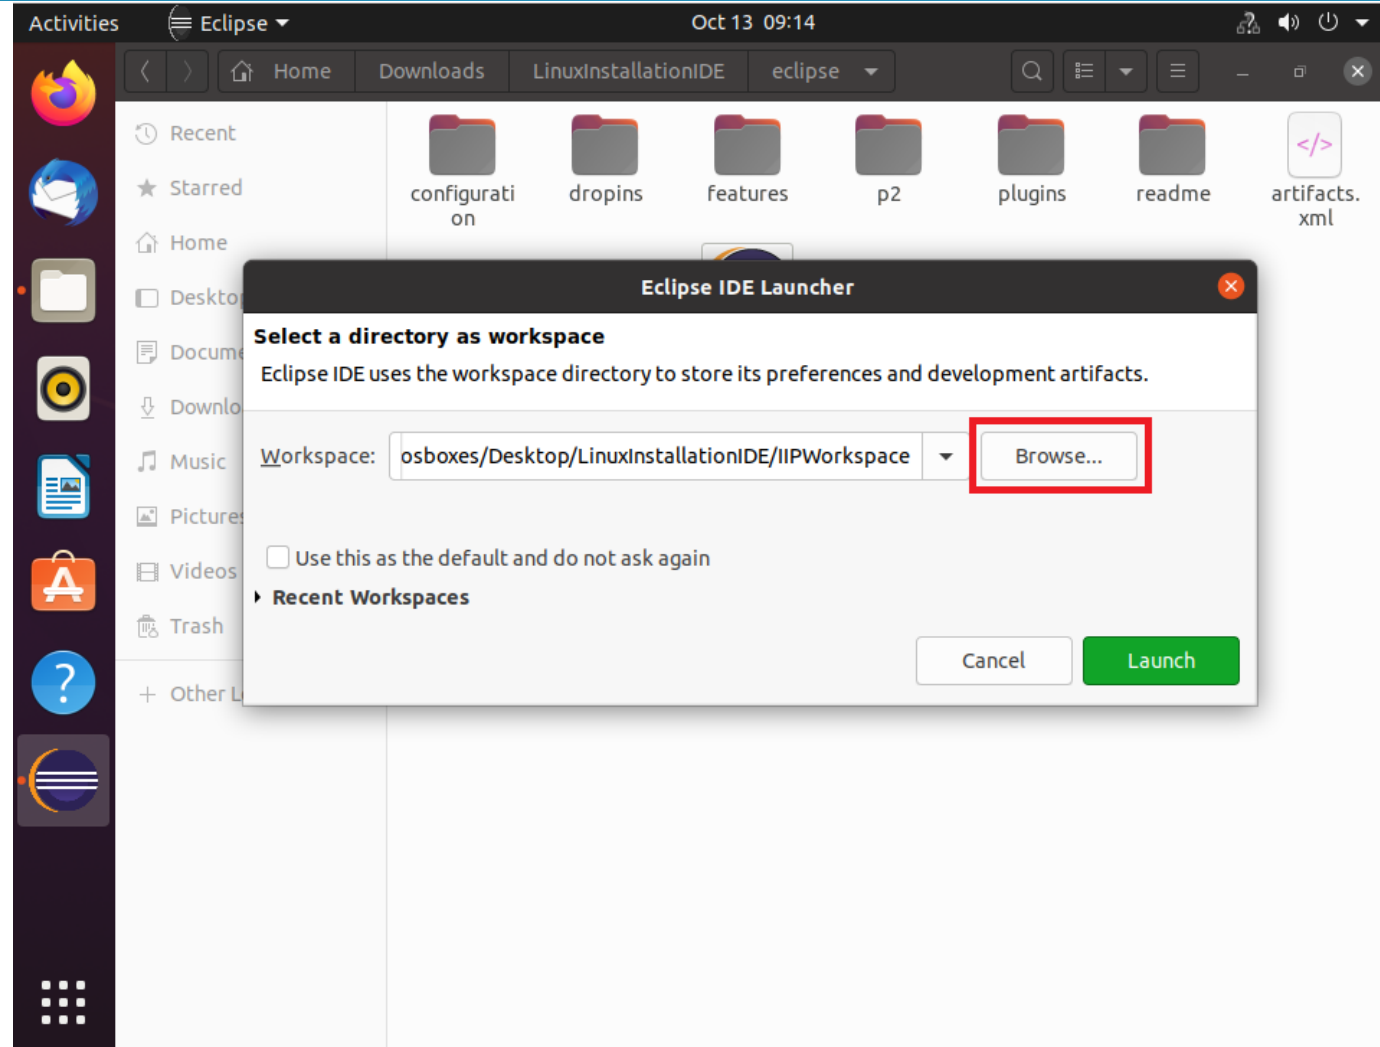 Activities Eclipse Oct 13 09:14
Home Downloads LinuxInstallationIDE eclipse
Recent
Starred
Home
Deskto
Docume
Downlo
Music
Pictures
Videos
Trash
+ Other L
configurati
on
dropins
features
p2
plugins
readme
</>
artifacts.
xml
Eclipse IDE Launcher
Select a directory as workspace
Eclipse IDE uses the workspace directory to store its preferences and development artifacts.
Workspace: osboxes/Desktop/LinuxInstallationIDE/IIPWorkspace Browse...
Use this as the default and do not ask again
Recent Workspaces
Cancel Launch